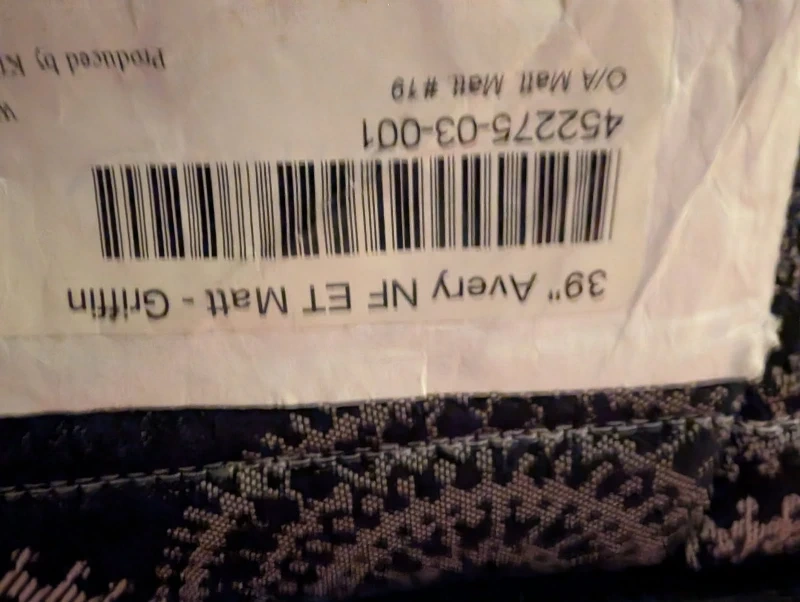 39" Avery NF ET Matt - Griffin
452275-03-001
O/A Matt. Matt. #19
Produced by